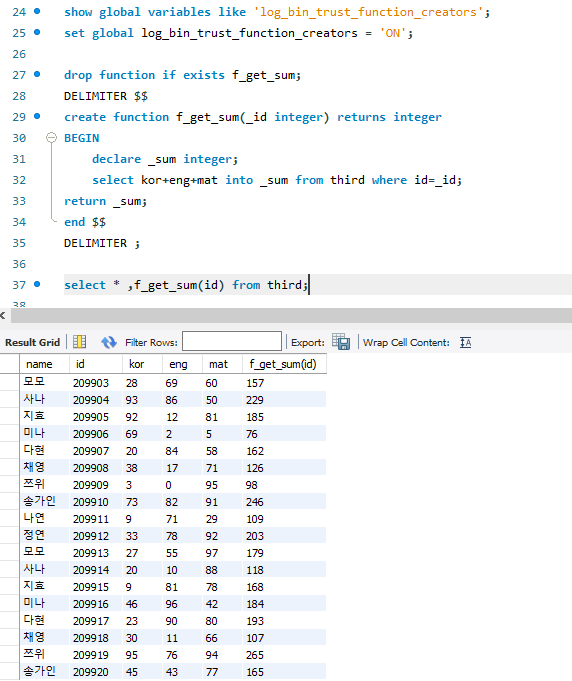 24 show global variables like 'log_bin_trust_function_creators';
25 set global log_bin_trust_function_creators = 'ON';
26
27 drop function if exists f_get_sum;
28 DELIMITER $$
29 create function f_get_sum(_id integer) returns integer
30 BEGIN
31 declare _sum integer;
32 select kor+eng+mat into _sum from third where id=_id;
33 return _sum;
34 end $$
35 DELIMITER ;
36
37 select * ,f_get_sum(id) from third;
38
Result Grid Filter Rows: Export: Wrap Cell Content:
name id kor eng mat f_get_sum(id)
모모 209903 28 69 60 157
사나 209904 93 86 50 229
지효 209905 92 12 81 185
미나 209906 69 2 5 76
다현 209907 20 84 58 162
채영 209908 38 17 71 126
쯔위 209909 3 0 95 98
송가인 209910 73 82 91 246
나연 209911 9 71 29 109
정연 209912 33 78 92 203
모모 209913 27 55 97 179
사나 209914 20 10 88 118
지효 209915 9 81 78 168
미나 209916 46 96 42 184
다현 209917 23 90 80 193
채영 209918 30 11 66 107
쯔위 209919 95 76 94 265
송가인 209920 45 43 77 165